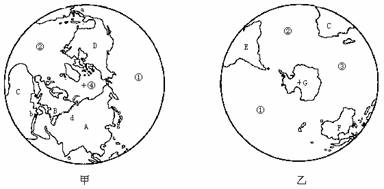 ②
D
①
C
+④
B
d
A
②
C
E
③
+G
①
F
甲
乙